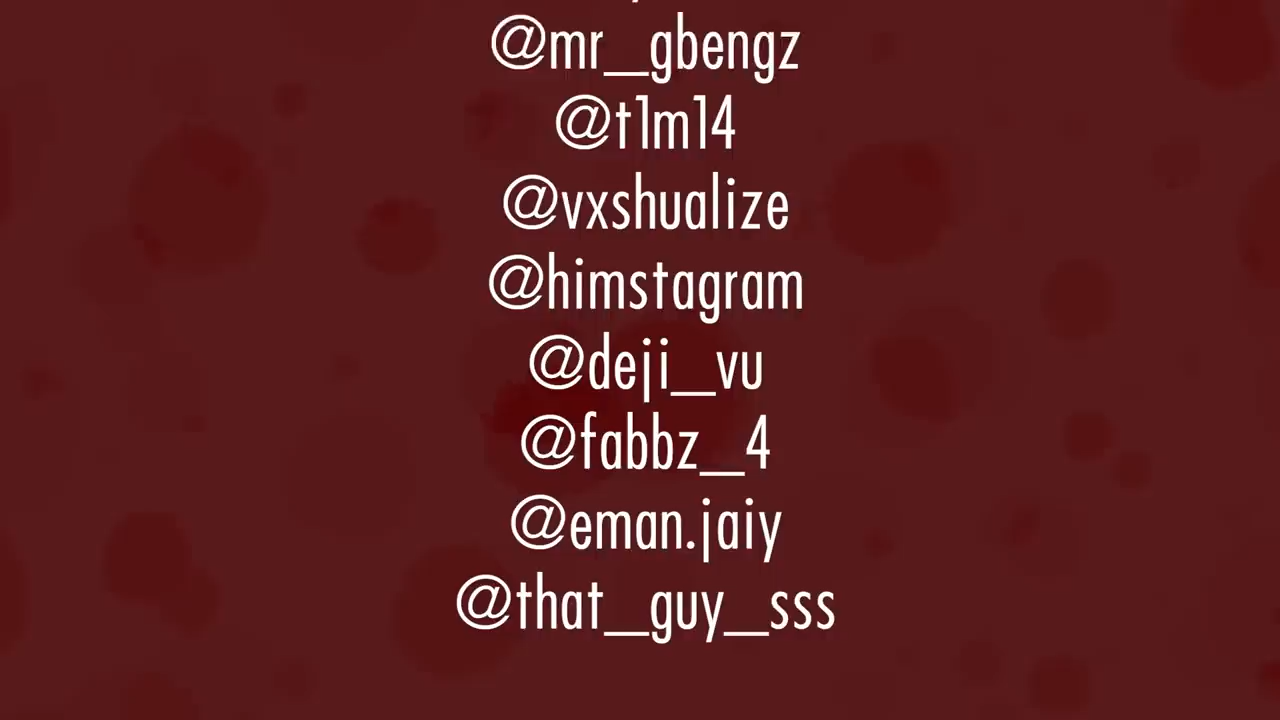 @mr_gbengz
@t1m14
@vxshualize
@himstagram
@deji_vu
@fabbz_4
@eman.jaiy
@that_guy_sss